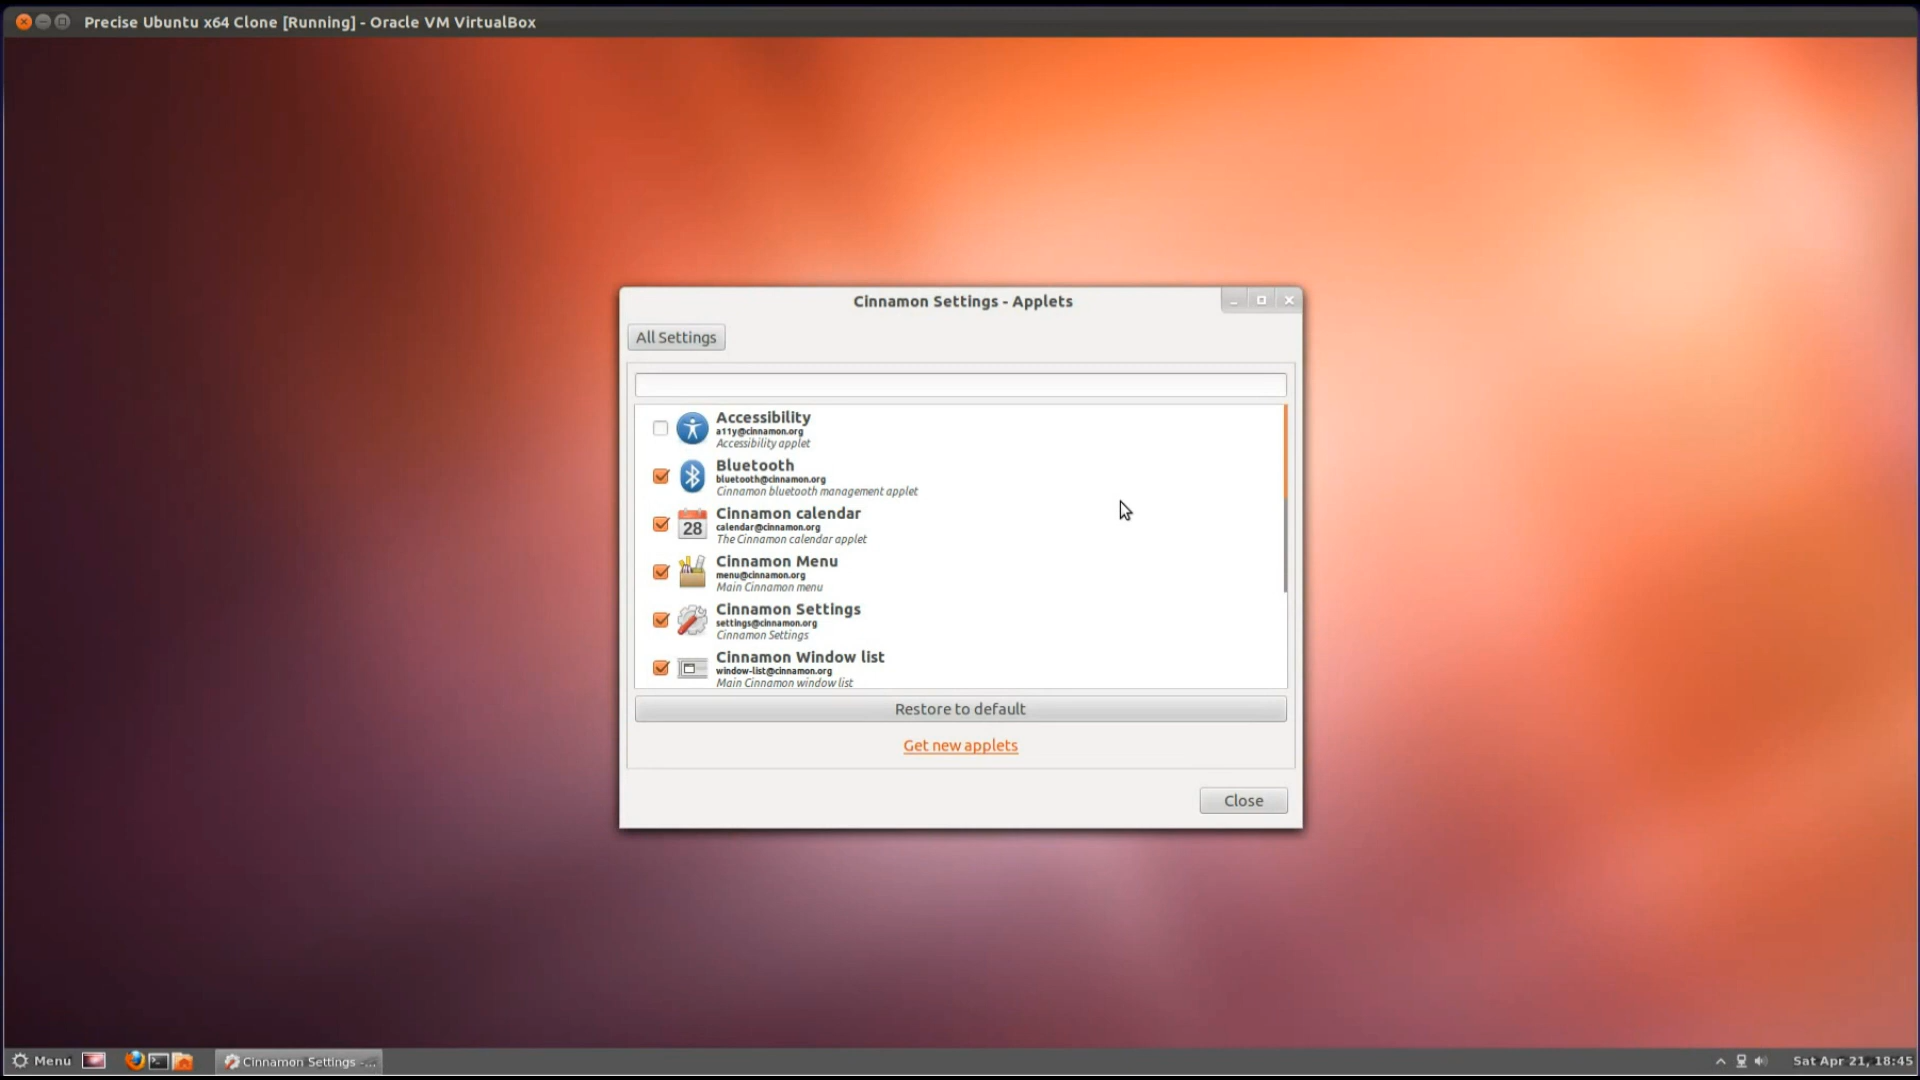 Precise Ubuntu x64 Clone [Running] - Oracle VM VirtualBox
Cinnamon Settings - Applets
All Settings
Accessibility
a11y@cinnamon.org
Accessibility applet
Bluetooth
bluetooth@cinnamon.org
Cinnamon bluetooth management applet
28
Cinnamon calendar
calendar@cinnamon.org
The Cinnamon calendar applet
Cinnamon Menu
menu@cinnamon.org
Main Cinnamon menu
Cinnamon Settings
settings@cinnamon.org
Cinnamon Settings
Cinnamon Window list
window-list@cinnamon.org
Main Cinnamon window list
Restore to default
Get new applets
Close
Menu
Cinnamon Settings -...
Sat Apr 21, 18:45